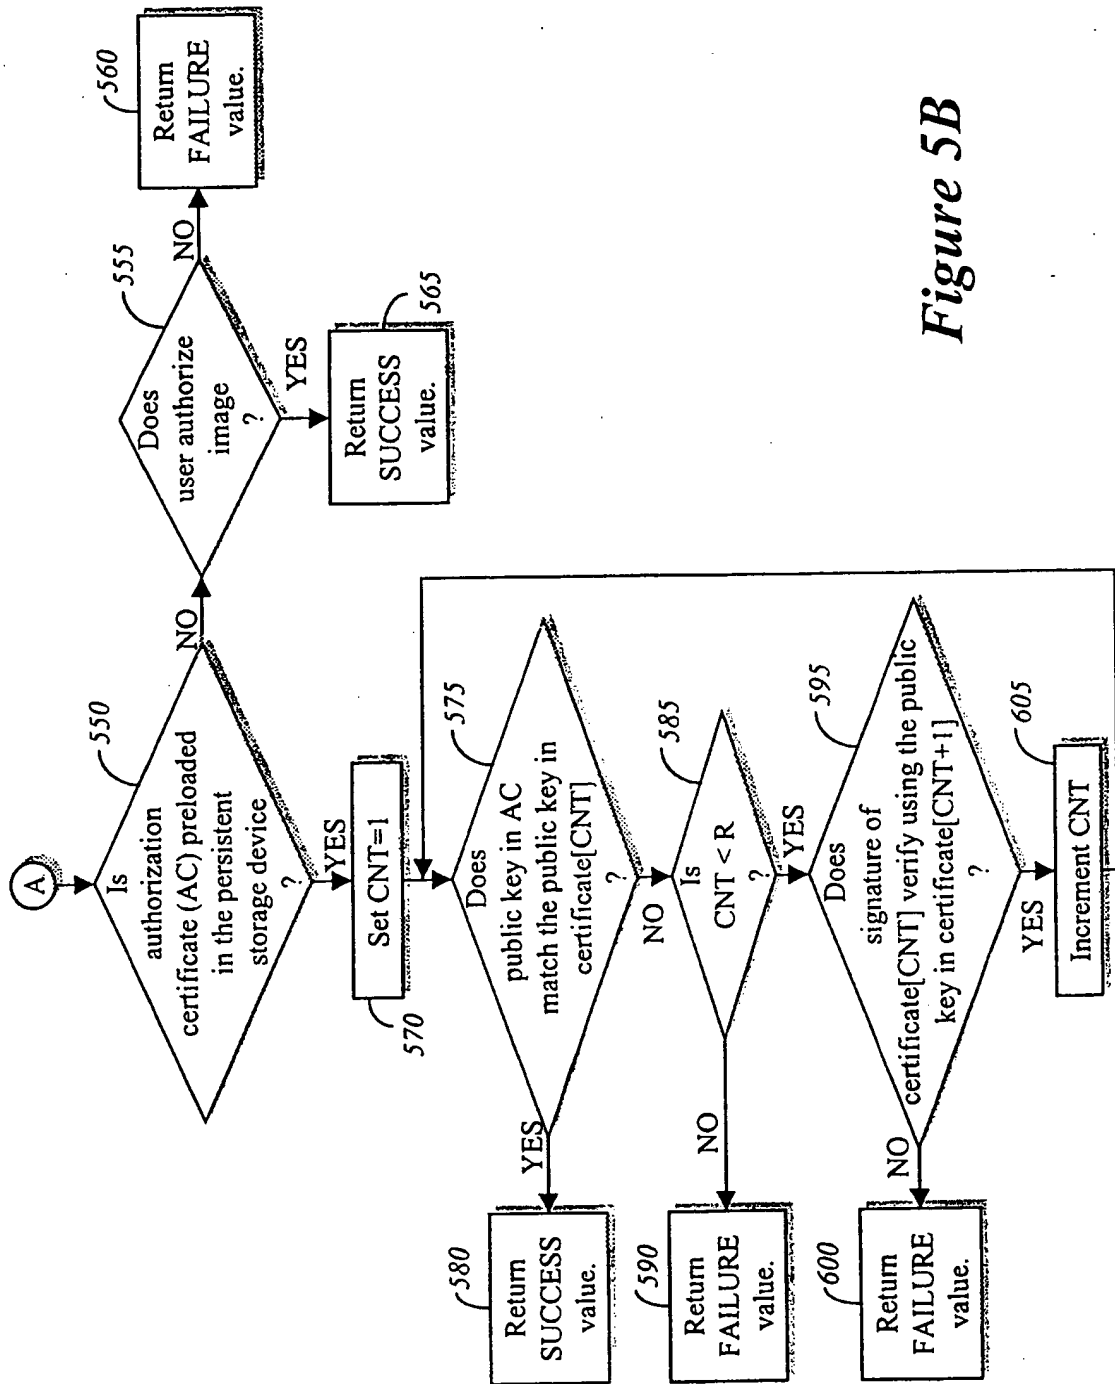 A
550
Is
authorization
certificate (AC) preloaded
in the persistent
storage device
?
NO
555
Does
user authorize
image
?
NO
560
Return
FAILURE
value.
YES
565
Return
SUCCESS
value.
YES
570
Set CNT=1
575
Does
public key in AC
match the public key in
certificate[CNT]
?
YES
580
Return
SUCCESS
value.
NO
585
Is
CNT < R
?
NO
590
Return
FAILURE
value.
YES
595
Does
signature of
certificate[CNT] verify using the public
key in certificate[CNT+1]
?
NO
600
Return
FAILURE
value.
YES
605
Increment CNT
Figure 5B